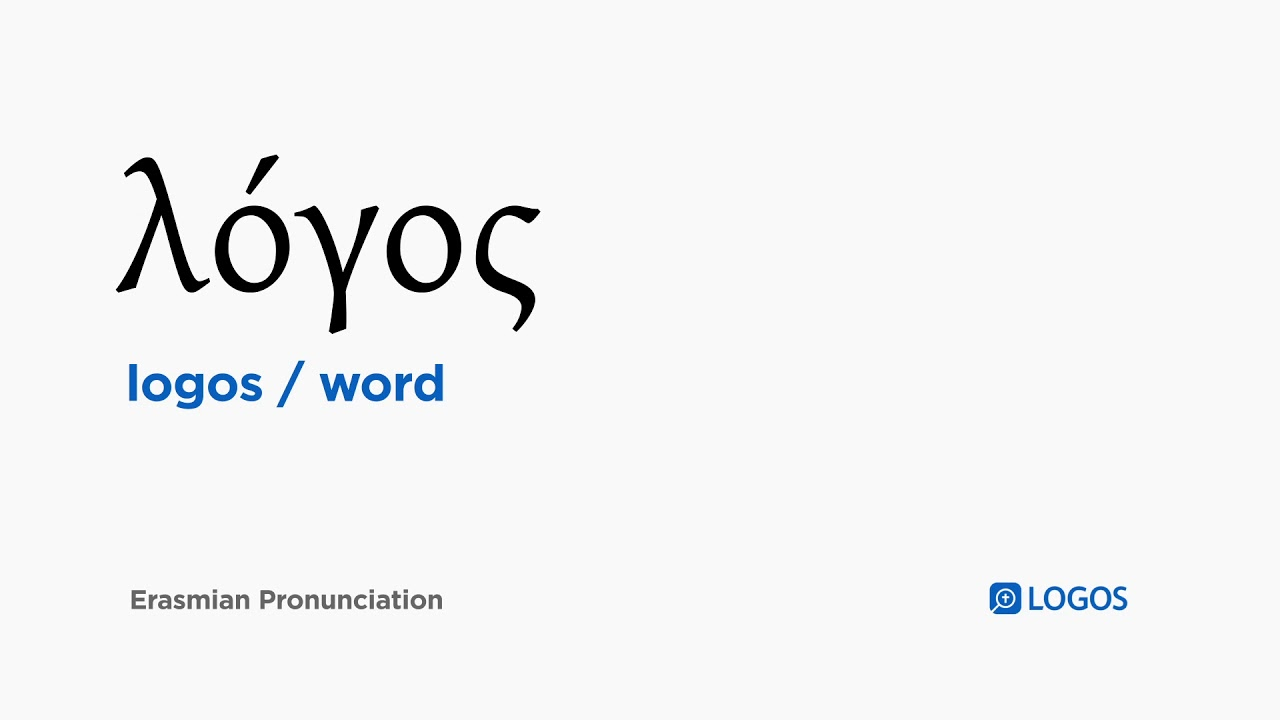 λόγος
logos / word
Erasmian Pronunciation
LOGOS